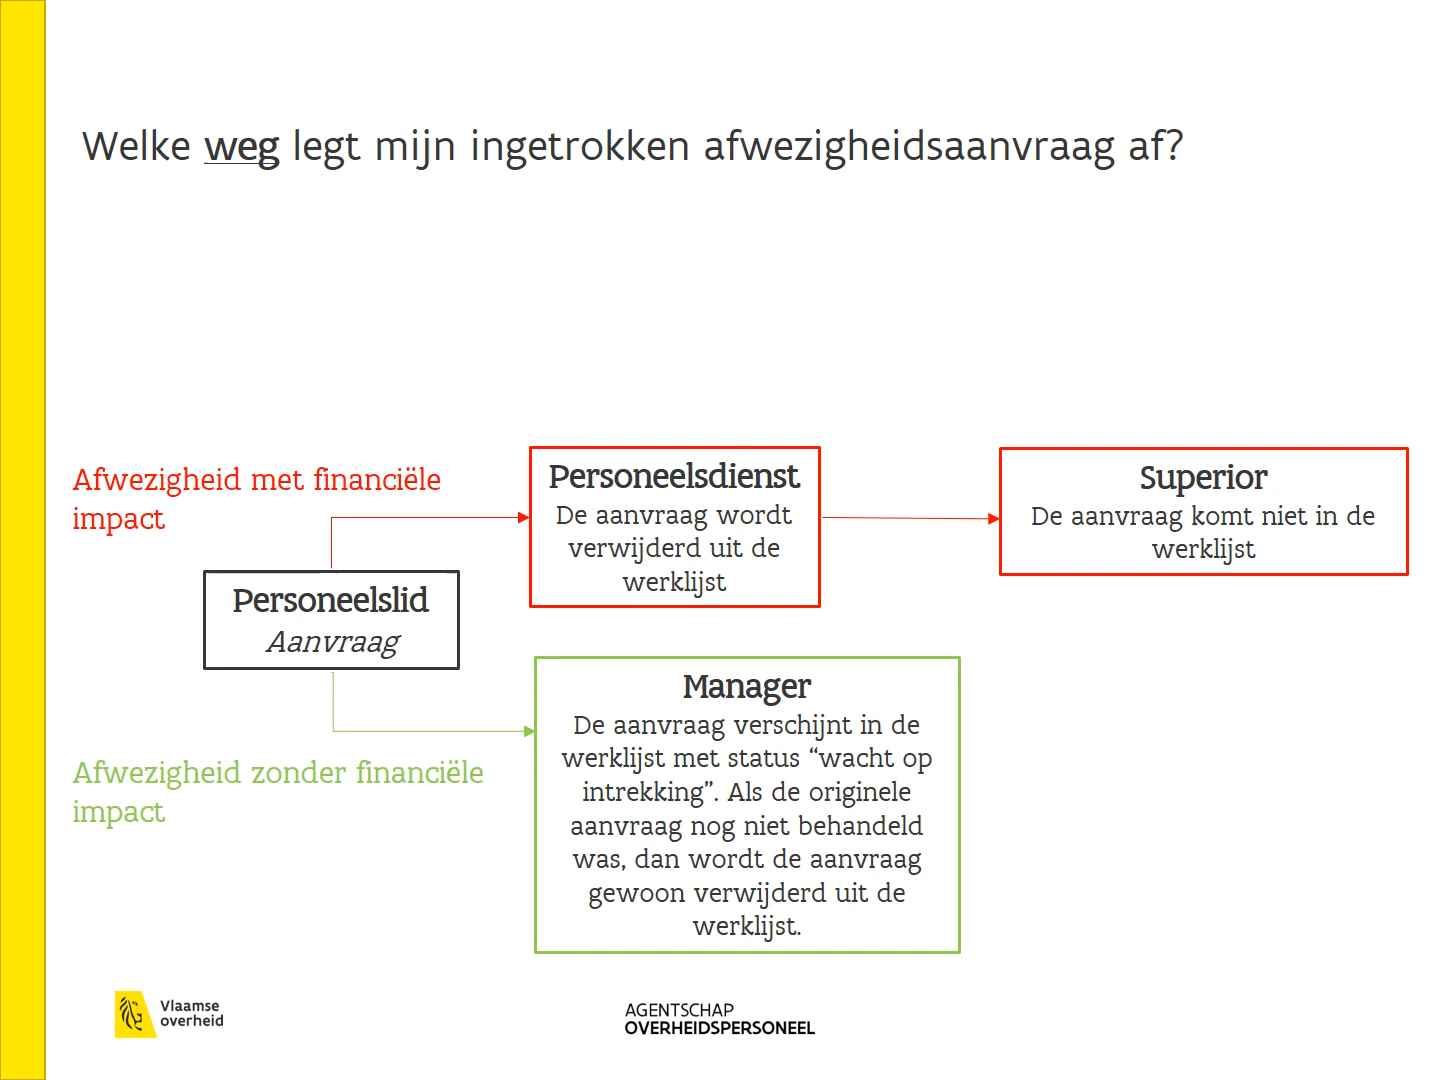 Welke weg legt mijn ingetrokken afwezigheidsaanvraag af?
Afwezigheid met financiële
impact
Personeelsdienst
De aanvraag wordt
verwijderd uit de
werklijst
Superior
De aanvraag komt niet in de
werklijst
Personeelslid
Aanvraag
Manager
De aanvraag verschijnt in de
werklijst met status “wacht op
intrekking”. Als de originele
aanvraag nog niet behandeld
was, dan wordt de aanvraag
gewoon verwijderd uit de
werklijst.
Afwezigheid zonder financiële
impact
Vlaamse
overheid
AGENTSCHAP
OVERHEIDSPERSONEEL